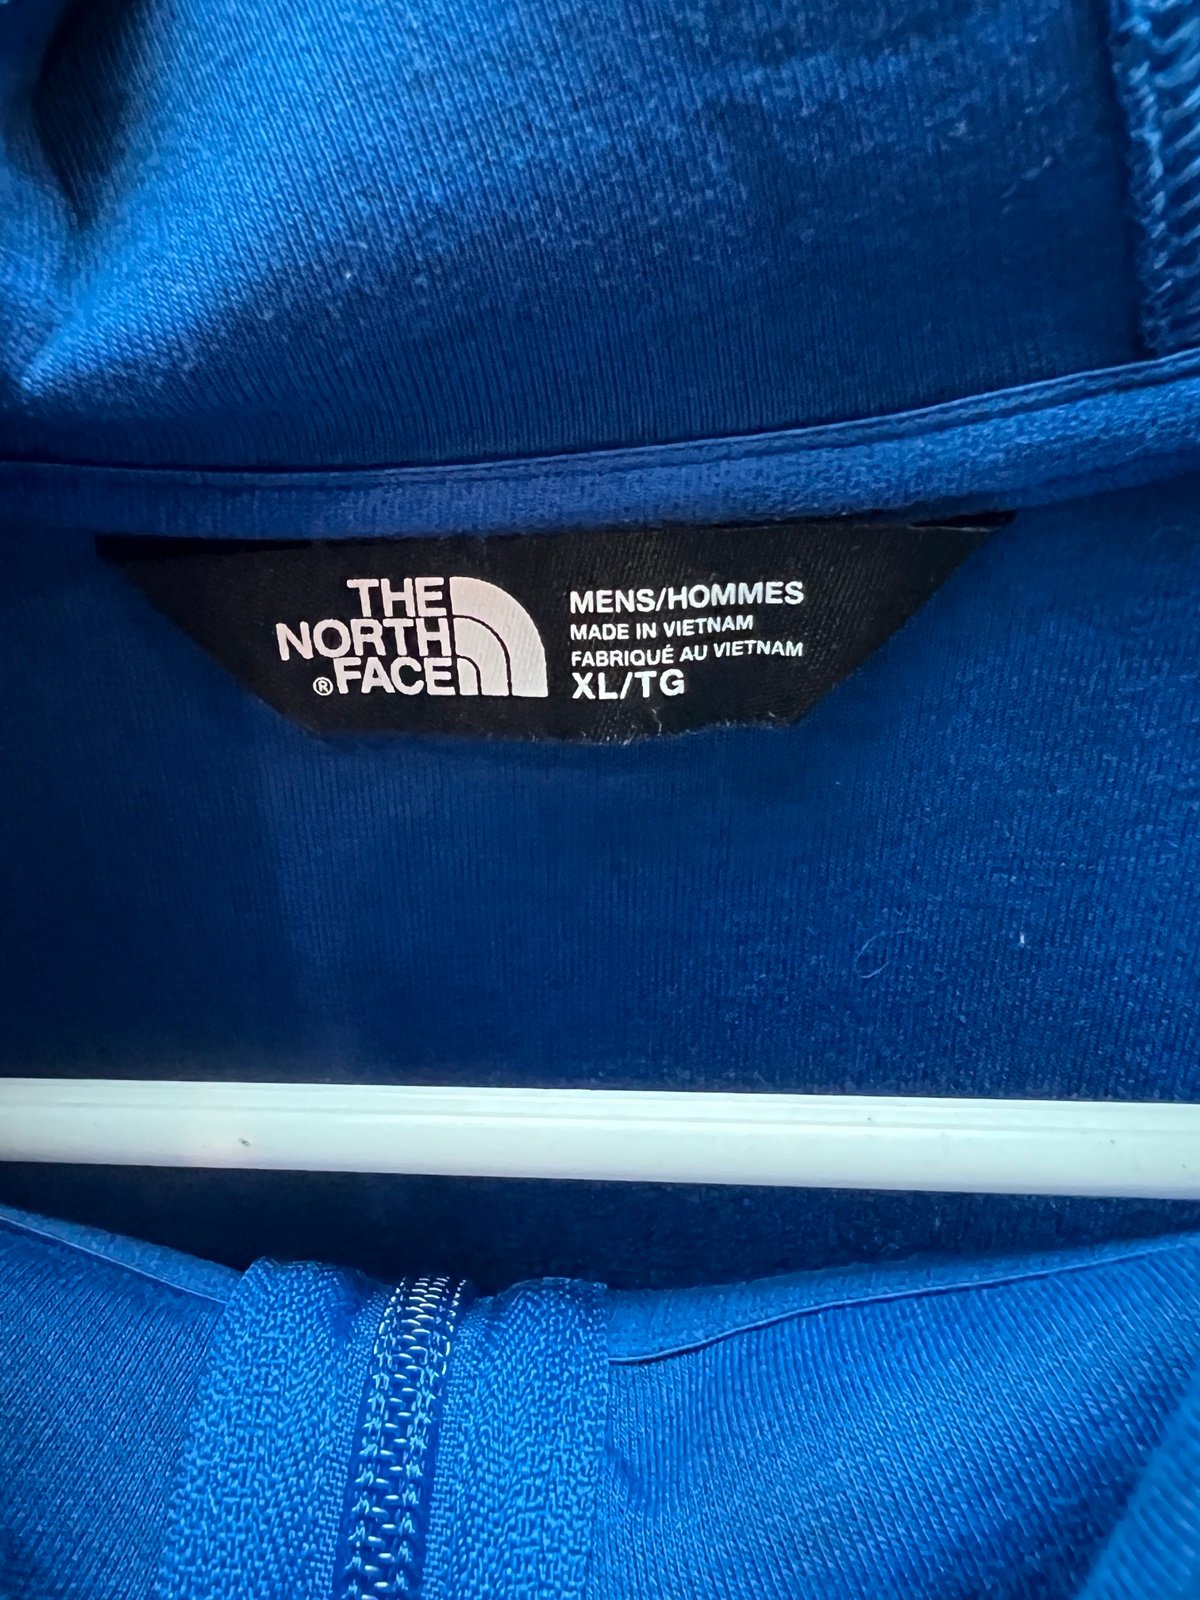 THE
NORTH
FACE
®
MENS/HOMMES
MADE IN VIETNAM
FABRIQUÉ AU VIETNAM
XL/TG